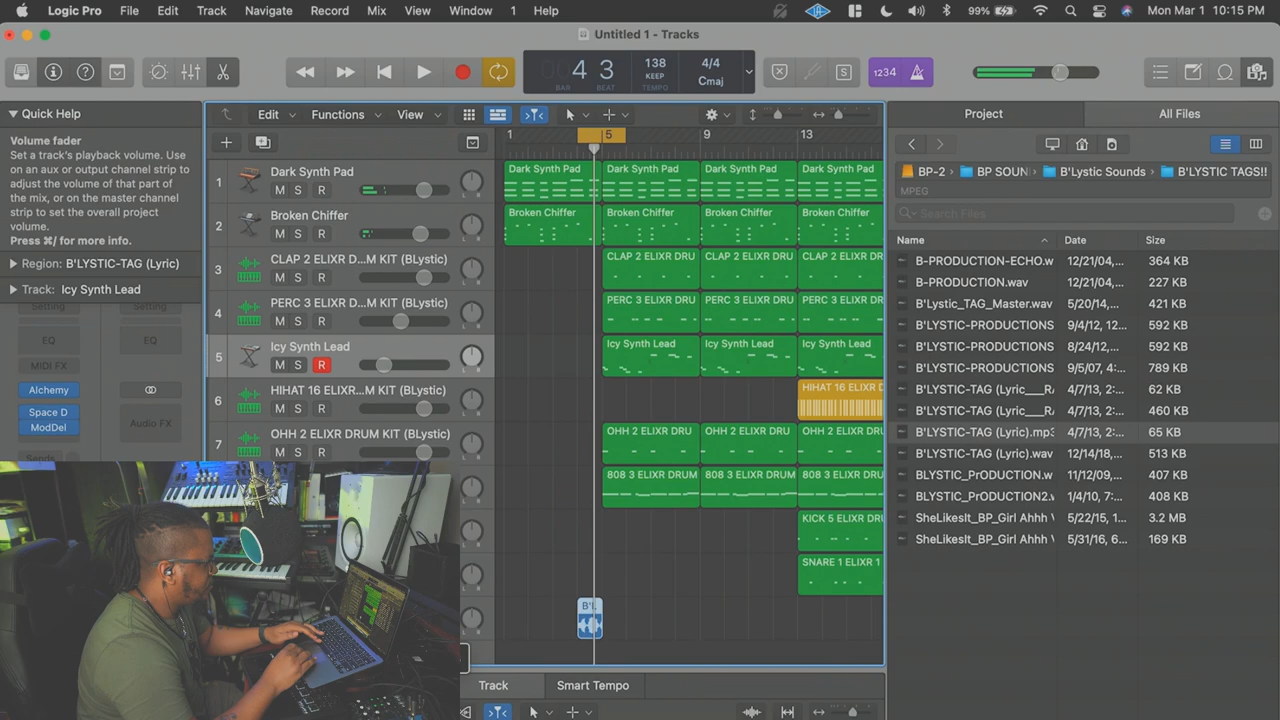 Logic Pro File Edit Track Navigate Record Mix View Window 1 Help 99% Mon Mar 1 10:15 PM
Untitled 1 - Tracks
4 3 138 4/4
KEEP Cmaj
BAR BEAT TEMPO
1234
Quick Help
Volume fader
Set a track's playback volume. Use
on an aux or output channel strip to
adjust the volume of that part of
the mix, or on the master channel
strip to set the overall project
volume.
Press ⌘/ for more info.
Region: B'LYSTIC-TAG (Lyric)
Track: Icy Synth Lead
Setting Setting
EQ EQ
MIDI FX
Alchemy
Space D
ModDel
Audio FX
Sends
Edit Functions View
1 5 9 13
1 Dark Synth Pad
M S R
2 Broken Chiffer
M S R
3 CLAP 2 ELIXR D...M KIT (BLystic)
M S R
4 PERC 3 ELIXR D...M KIT (BLystic)
M S R
5 Icy Synth Lead
M S R
6 HIHAT 16 ELIXR...M KIT (BLystic)
M S R
7 OHH 2 ELIXR DRUM KIT (BLystic)
M S R
Dark Synth Pad Dark Synth Pad Dark Synth Pad Dark Synth Pad
Broken Chiffer Broken Chiffer Broken Chiffer Broken Chiffer
CLAP 2 ELIXR DRU CLAP 2 ELIXR DRU CLAP 2 ELIXR
PERC 3 ELIXR DRU PERC 3 ELIXR DRU PERC 3 ELIXR
Icy Synth Lead Icy Synth Lead Icy Synth Lead
HIHAT 16 ELIXR D
OHH 2 ELIXR DRU OHH 2 ELIXR DRU OHH 2 ELIXR
808 3 ELIXR DRUM 808 3 ELIXR DRUM 808 3 ELIXR
KICK 5 ELIXR DRU
SNARE 1 ELIXR 1
B'l.
Track Smart Tempo
Project All Files
BP-2 BP SOUN B'Lystic Sounds B'LYSTIC TAGS!!
MPEG
Search Files
Name Date Size
B-PRODUCTION-ECHO.w 12/21/04,... 364 KB
B-PRODUCTION.wav 12/21/04,... 227 KB
B'Lystic_TAG_Master.wav 5/20/14,... 421 KB
B'LYSTIC-PRODUCTIONS 9/4/12, 12... 592 KB
B'LYSTIC-PRODUCTIONS 8/24/12,... 592 KB
B'LYSTIC-PRODUCTIONS 9/5/07, 4:... 789 KB
B'LYSTIC-TAG (Lyric___RA 4/7/13, 2:... 62 KB
B'LYSTIC-TAG (Lyric___RA 4/7/13, 2:... 460 KB
B'LYSTIC-TAG (Lyric).mp3 4/7/13, 2:... 65 KB
B'LYSTIC-TAG (Lyric).wav 12/14/18,... 513 KB
BLYSTIC_PrODUCTION.w 11/12/09,... 407 KB
BLYSTIC_PrODUCTION2.v 1/4/10, 7:... 408 KB
SheLikesIt_BP_Girl Ahhh V 5/22/15, 1... 3.2 MB
SheLikesIt_BP_Girl Ahhh V 5/31/16, 6... 169 KB